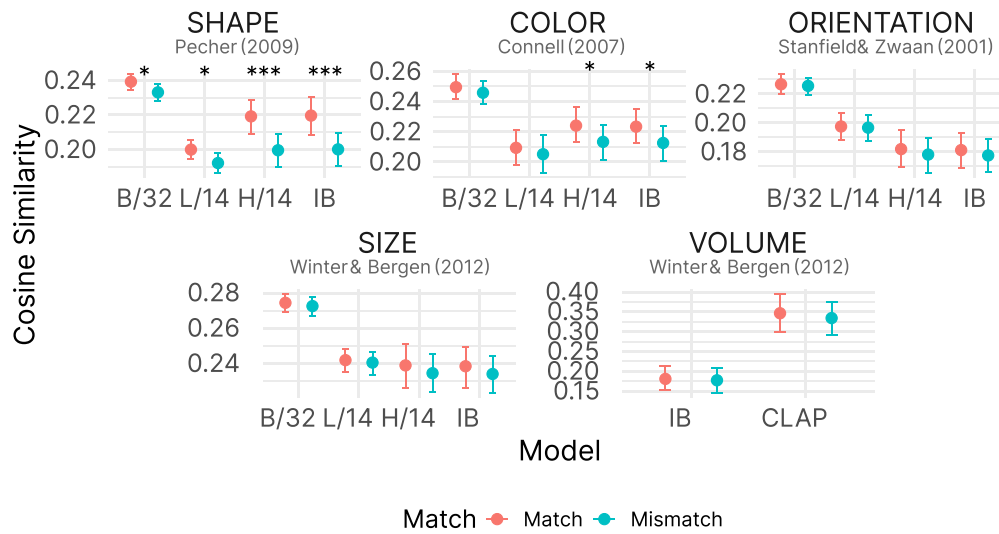 SHAPE
Pecher (2009)
COLOR
Connell (2007)
ORIENTATION
Stanfield& Zwaan (2001)
* * *** ***
* *
0.24
0.22
0.20
0.26
0.24
0.22
0.20
0.22
0.20
0.18
B/32 L/14 H/14 IB
B/32 L/14 H/14 IB
B/32 L/14 H/14 IB
Cosine Similarity
SIZE
Winter& Bergen (2012)
VOLUME
Winter& Bergen (2012)
0.28
0.26
0.24
0.40
0.35
0.30
0.25
0.20
0.15
B/32 L/14 H/14 IB
IB CLAP
Model
Match Match Mismatch